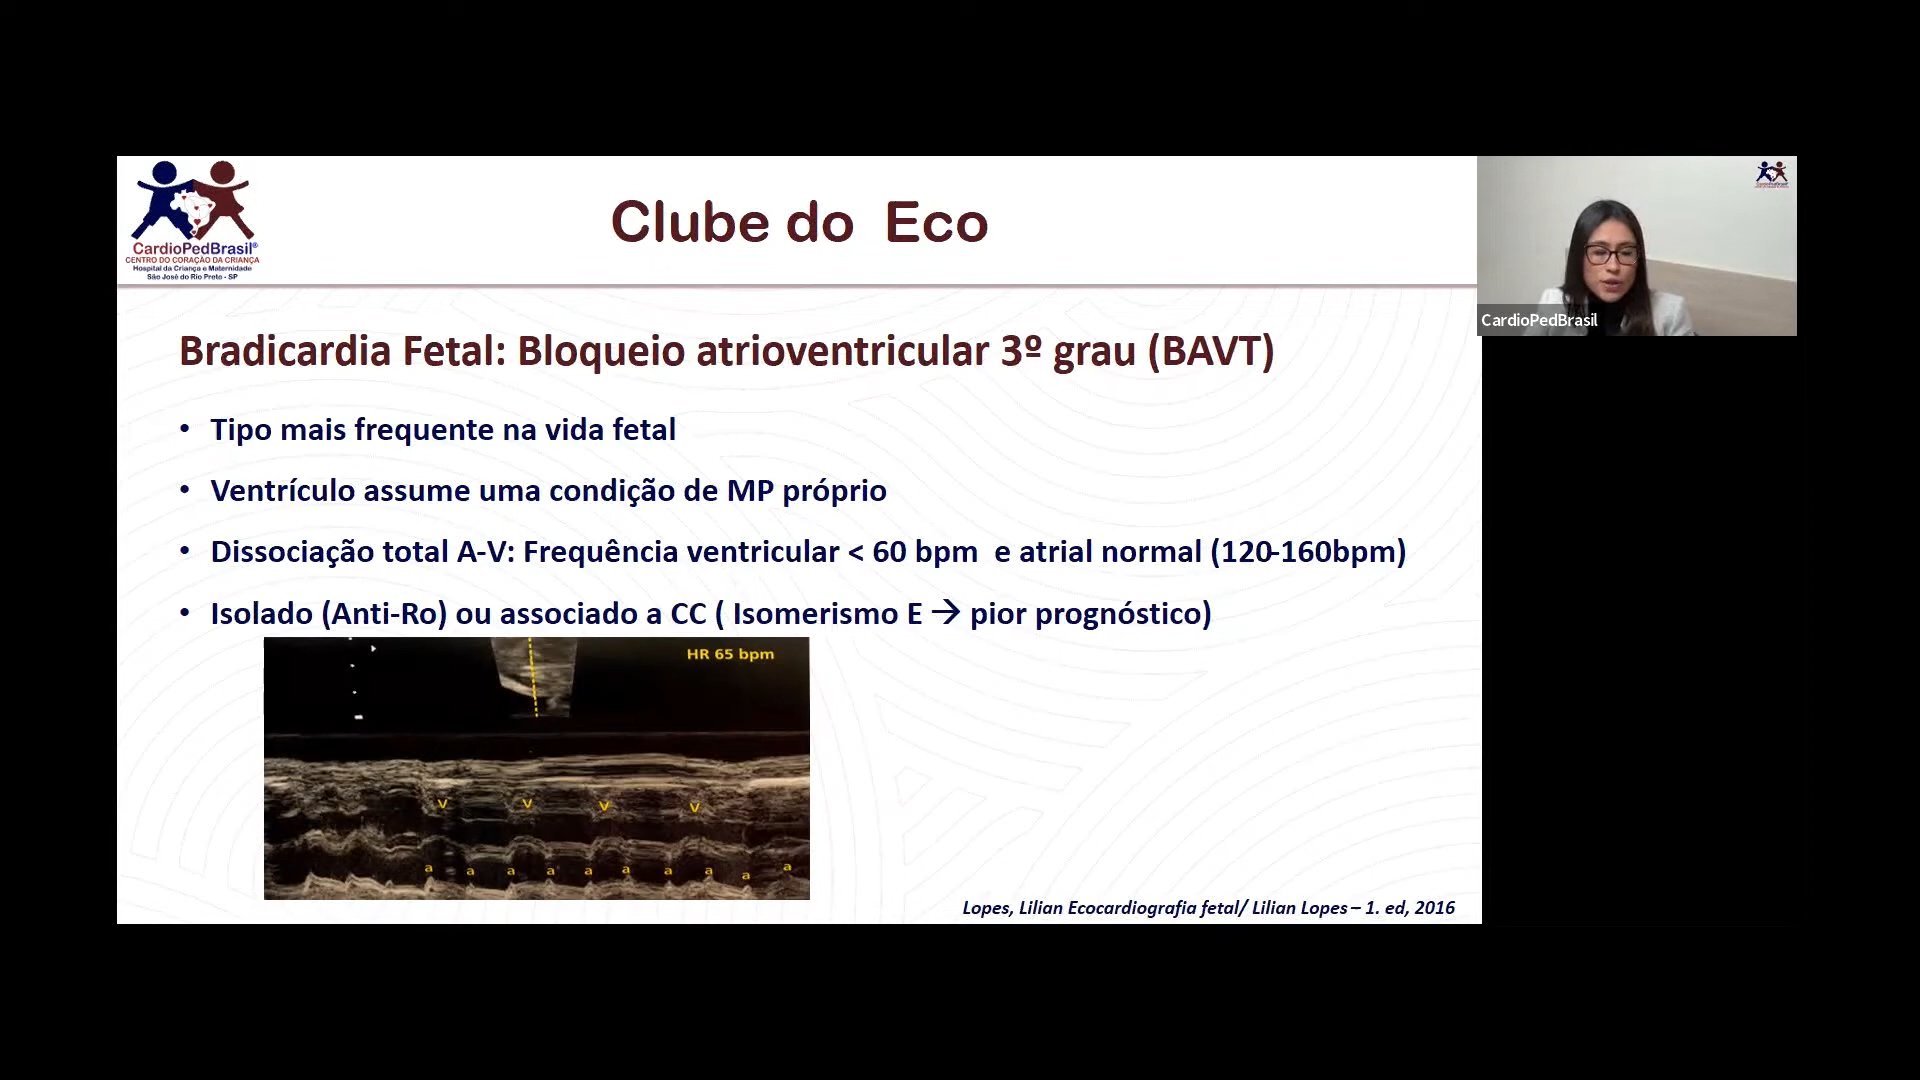 CardioPedBrasil®
CENTRO DO CORAÇÃO DA CRIANÇA
Hospital da Criança e Maternidade
São José do Rio Preto - SP
Clube do Eco
CardioPedBrasil
Bradicardia Fetal: Bloqueio atrioventricular 3º grau (BAVT)
• Tipo mais frequente na vida fetal
• Ventrículo assume uma condição de MP próprio
• Dissociação total A-V: Frequência ventricular < 60 bpm e atrial normal (120-160bpm)
• Isolado (Anti-Ro) ou associado a CC ( Isomerismo E → pior prognóstico)
HR 65 bpm
V V V V
a a a a a a a a a a
Lopes, Lilian Ecocardiografia fetal/ Lilian Lopes – 1. ed, 2016